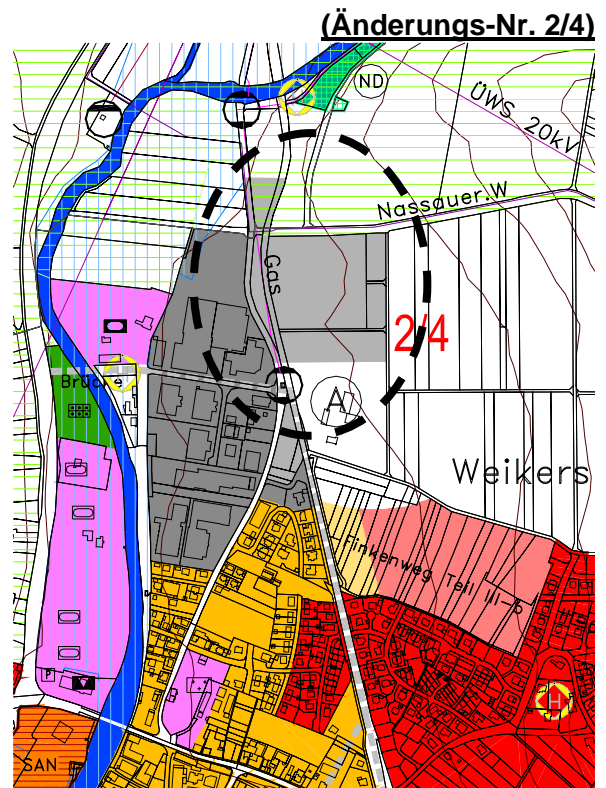 (Änderungs-Nr. 2/4)
ND
ÜWS 20kV
Nassauer.W
Gas
2/4
Brücke
A
Weikers
Finkenweg Teil III-b
P
H
SAN